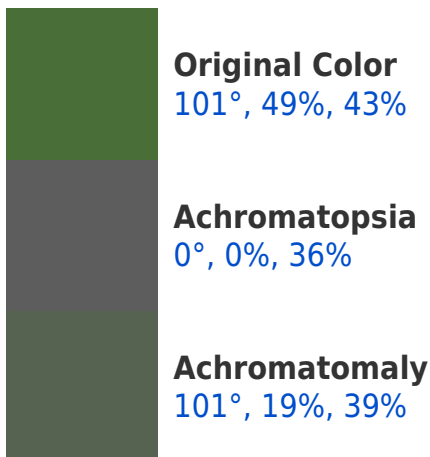 Original Color
101°, 49%, 43%
Achromatopsia
0°, 0%, 36%
Achromatomaly
101°, 19%, 39%